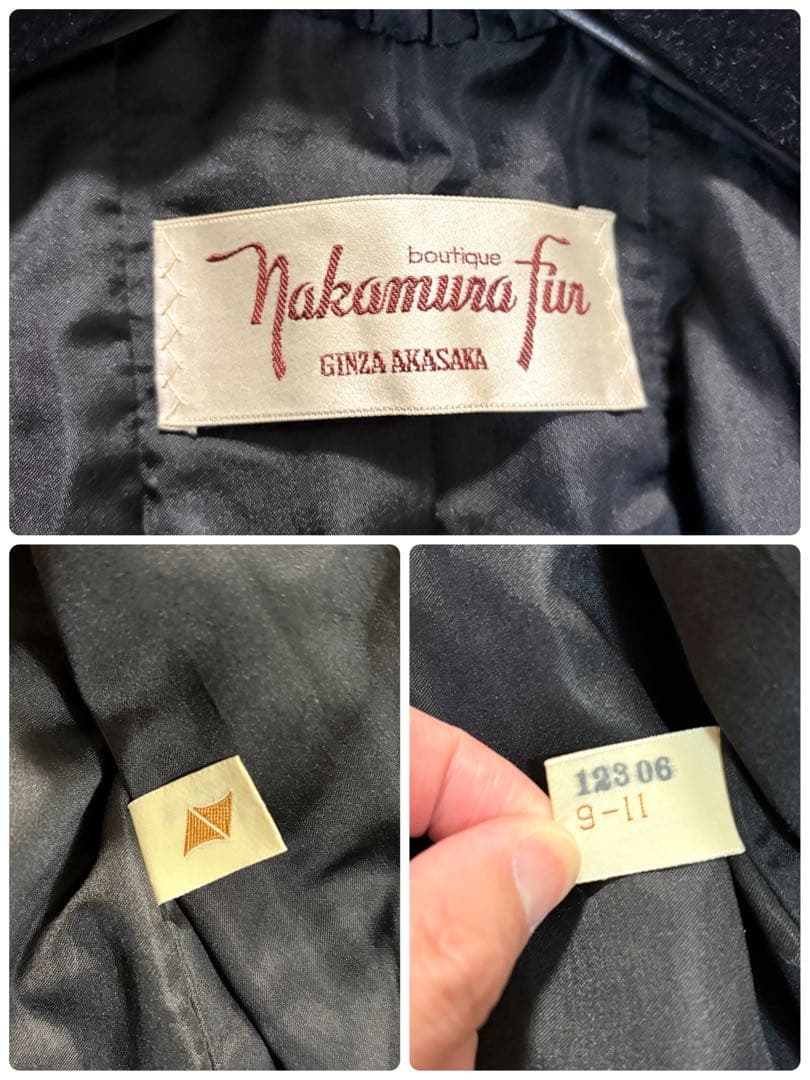 boutique
Nakamura fur
GINZA AKASAKA
12306
9-11